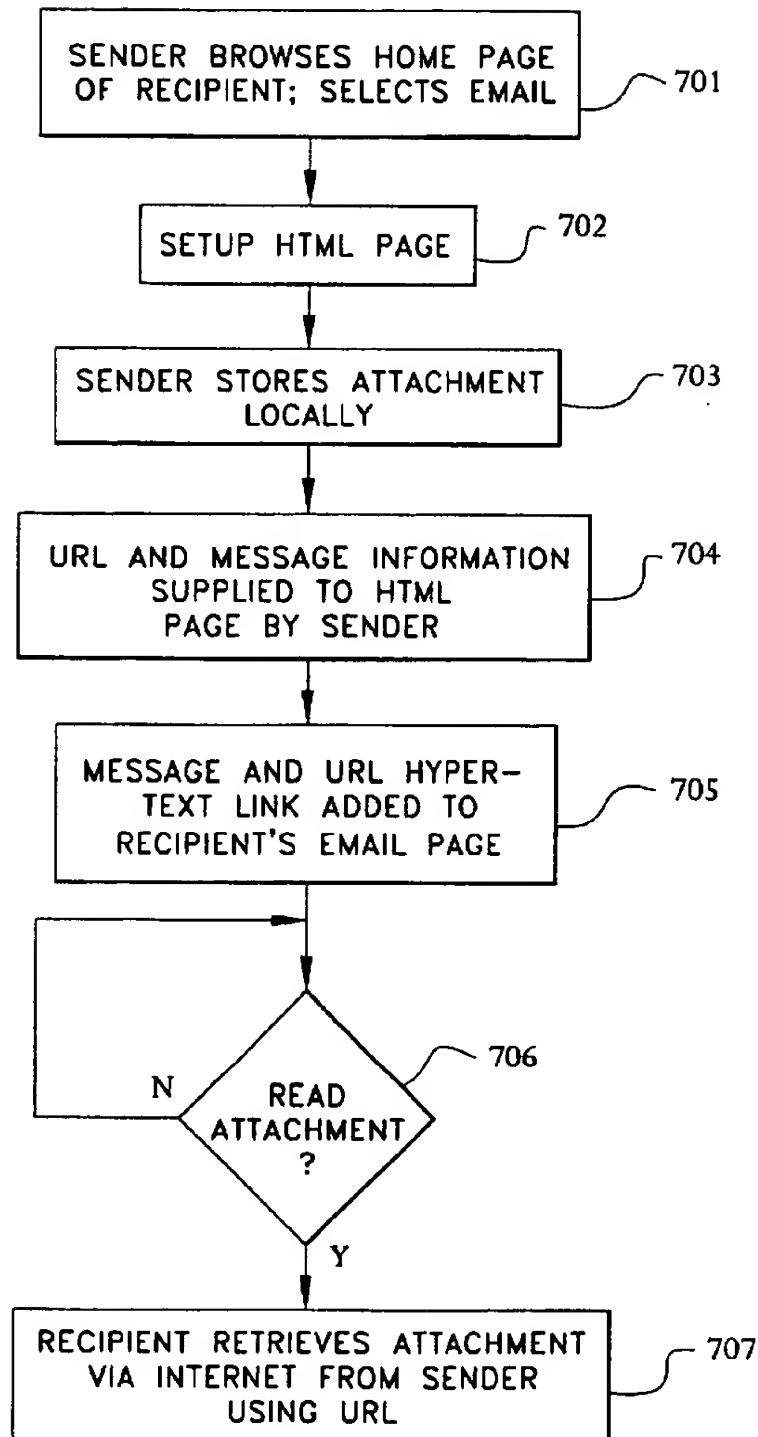 SENDER BROWSES HOME PAGE
OF RECIPIENT; SELECTS EMAIL
701
SETUP HTML PAGE
702
SENDER STORES ATTACHMENT
LOCALLY
703
URL AND MESSAGE INFORMATION
SUPPLIED TO HTML
PAGE BY SENDER
704
MESSAGE AND URL HYPER-
TEXT LINK ADDED TO
RECIPIENT'S EMAIL PAGE
705
READ
ATTACHMENT
?
706
N
Y
RECIPIENT RETRIEVES ATTACHMENT
VIA INTERNET FROM SENDER
USING URL
707